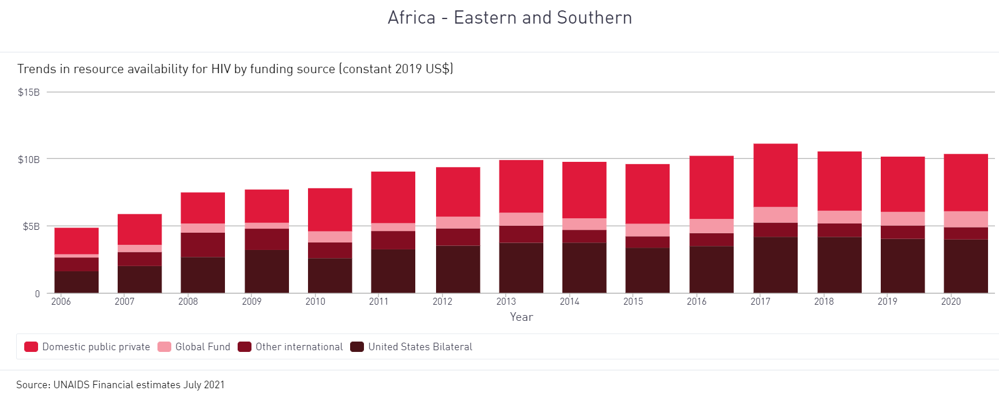 Africa - Eastern and Southern
Trends in resource availability for HIV by funding source (constant 2019 US$)
$15B
$10B
$5B
0
2006 2007 2008 2009 2010 2011 2012 2013 2014 2015 2016 2017 2018 2019 2020
Year
Domestic public private Global Fund Other international United States Bilateral
Source: UNAIDS Financial estimates July 2021